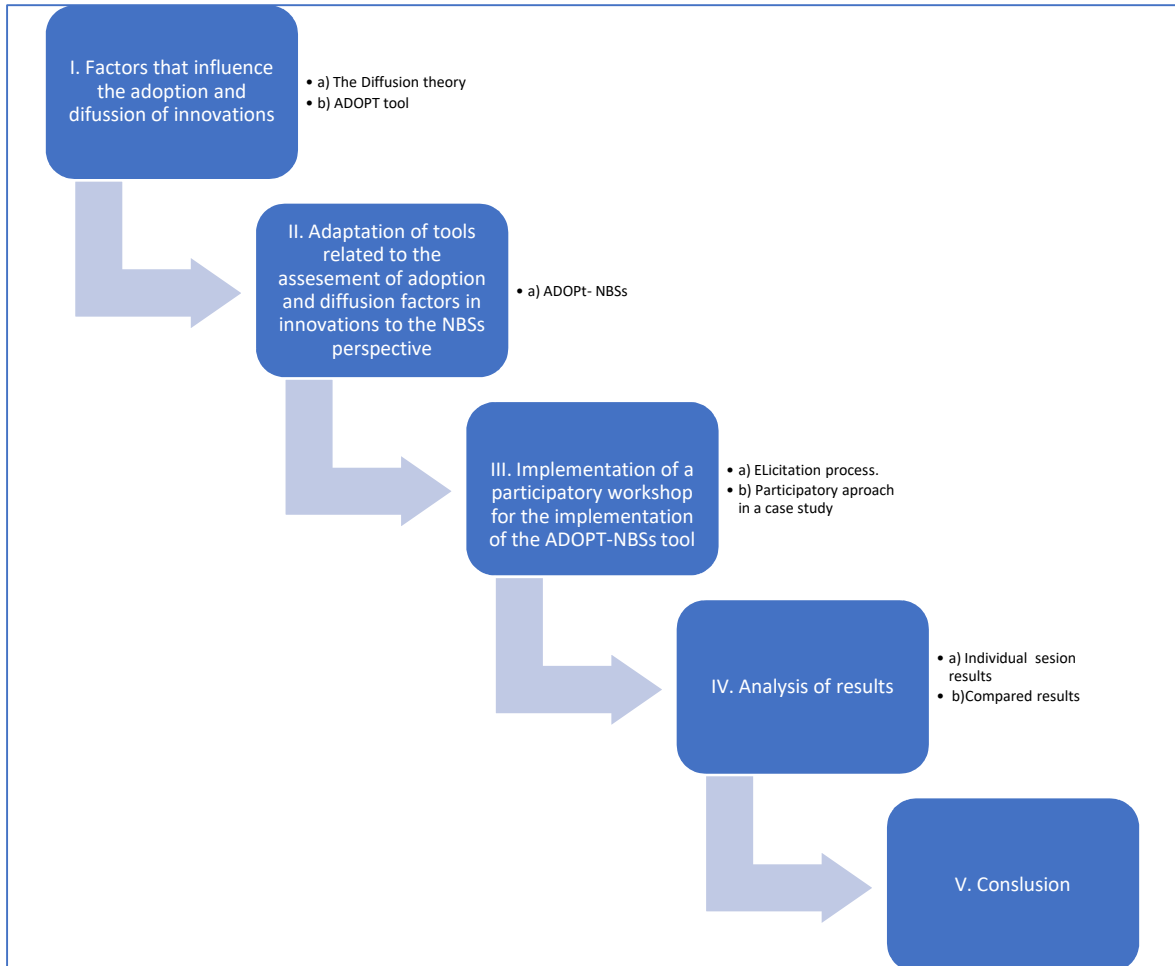 I. Factors that influence
the adoption and
difussion of innovations
• a) The Diffusion theory
• b) ADOPT tool
II. Adaptation of tools
related to the
assesement of adoption
and diffusion factors in
innovations to the NBSs
perspective
• a) ADOPt- NBSs
III. Implementation of a
participatory workshop
for the implementation
of the ADOPT-NBSs tool
• a) ELicitation process.
• b) Participatory aproach
in a case study
IV. Analysis of results
• a) Individual sesion
results
• b)Compared results
V. Conslusion